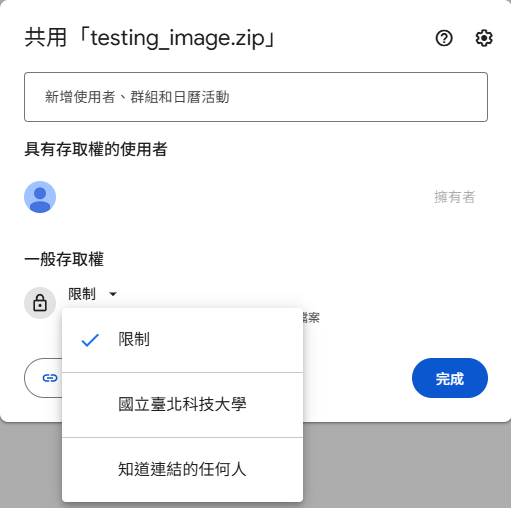 共用「testing_image.zip」
新增使用者、群組和日曆活動
具有存取權的使用者
擁有者
一般存取權
限制
檔案
限制
完成
國立臺北科技大學
知道連結的任何人